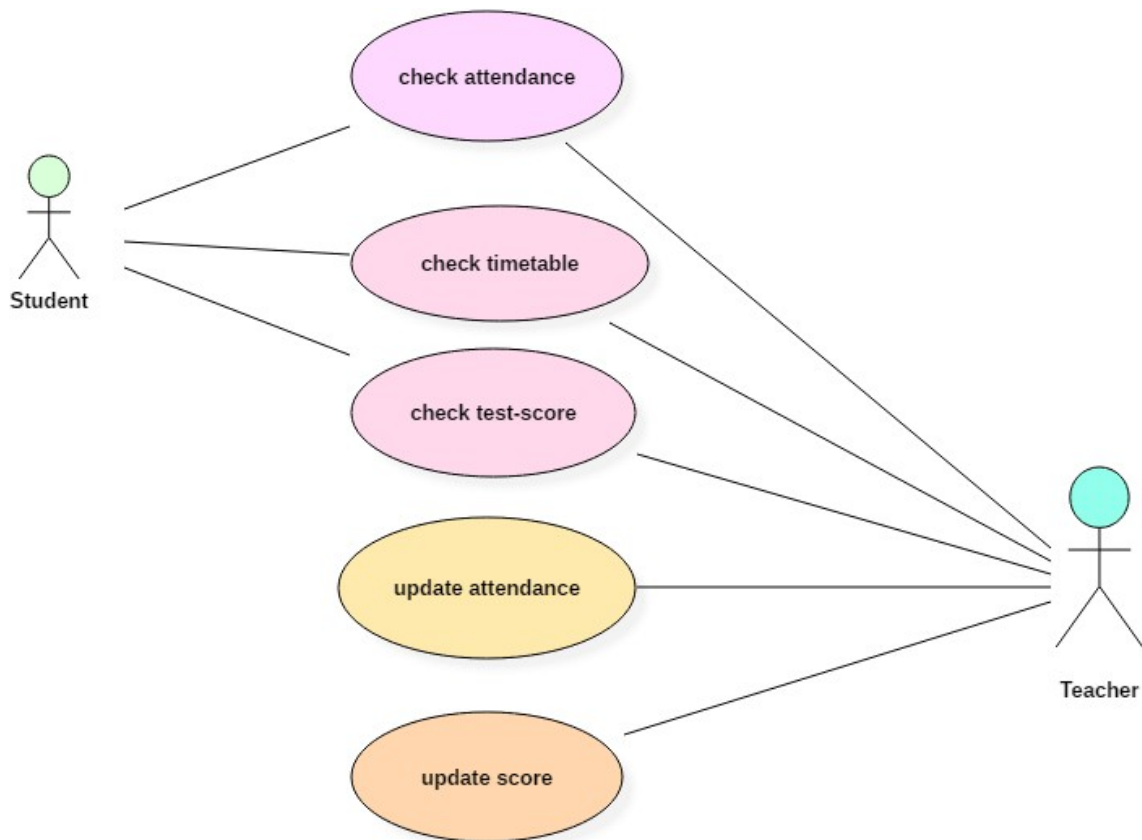 check attendance
Student
check timetable
check test-score
update attendance
Teacher
update score